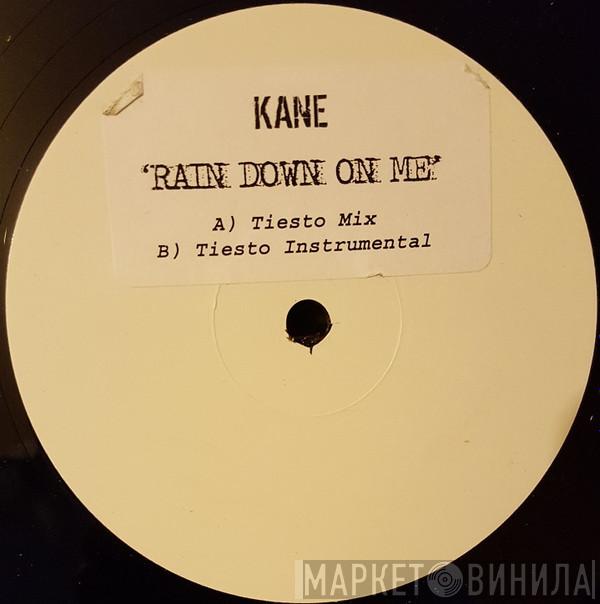 KANE
'RAIN DOWN ON ME'
A) Tiesto Mix
B) Tiesto Instrumental
МАРКЕТ ВИНИЛА